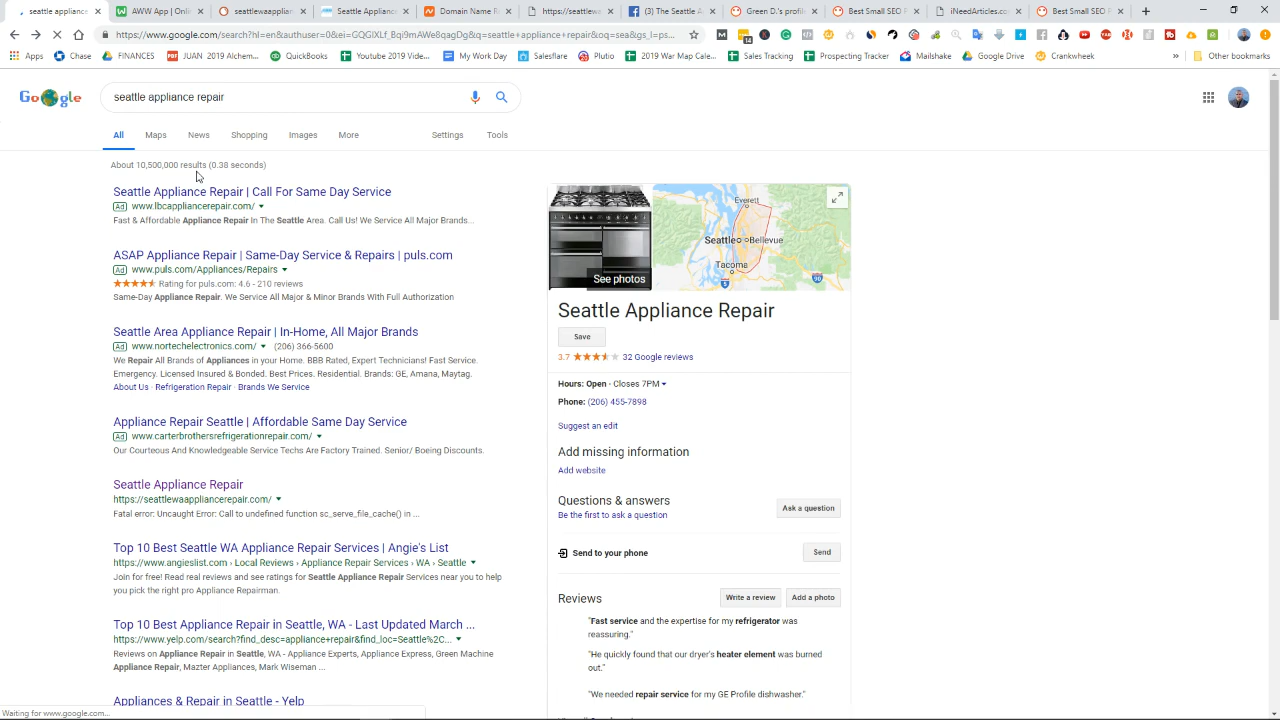 seattle applianc
AWW App | Onl
seattlewaapplianc
Seattle Applianc
Domain Name R
https://seattlew
(3) The Seattle A
Green D.'s profile
Best Small SEO F
iNeedArticles.co
Best Small SEO F
https://www.google.com/search?hl=en&authuser=0&ei=GQGIXLf_Bqi9mAWe8qagDg&q=seattle+appliance+repair&oq=sea&gs_l=ps...
Apps Chase FINANCES JUAN 2019 Alchem... QuickBooks Youtube 2019 Vide... My Work Day Salesflare Plutio 2019 War Map Cale... Sales Tracking Prospecting Tracker Mailshake Google Drive Crankwheel » Other bookmarks
Google
seattle appliance repair
All Maps News Shopping Images More Settings Tools
About 10,500,000 results (0.38 seconds)
Seattle Appliance Repair | Call For Same Day Service
Ad www.lbcappliancerepair.com/
Fast & Affordable Appliance Repair In The Seattle Area. Call Us! We Service All Major Brands...
ASAP Appliance Repair | Same-Day Service & Repairs | puls.com
Ad www.puls.com/Appliances/Repairs
Rating for puls.com: 4.6 - 210 reviews
Same-Day Appliance Repair. We Service All Major & Minor Brands With Full Authorization
Seattle Area Appliance Repair | In-Home, All Major Brands
Ad www.nortechelectronics.com/ (206) 366-5600
We Repair All Brands of Appliances in your Home. BBB Rated, Expert Technicians! Fast Service.
Emergency. Licensed Insured & Bonded. Best Prices. Residential. Brands: GE, Amana, Maytag.
About Us · Refrigeration Repair · Brands We Service
Appliance Repair Seattle | Affordable Same Day Service
Ad www.carterbrothersrefrigerationrepair.com/
Our Courteous And Knowledgeable Service Techs Are Factory Trained. Senior/ Boeing Discounts.
Seattle Appliance Repair
https://seattlewaappliancerepair.com/
Fatal error: Uncaught Error: Call to undefined function sc_serve_file_cache() in ...
Top 10 Best Seattle WA Appliance Repair Services | Angie's List
https://www.angieslist.com › Local Reviews › Appliance Repair Services › WA › Seattle
Join for free! Read real reviews and see ratings for Seattle Appliance Repair Services near you to help
you pick the right pro Appliance Repairman.
Top 10 Best Appliance Repair in Seattle, WA - Last Updated March ...
https://www.yelp.com/search?find_desc=appliance+repair&find_loc=Seattle%2C...
Reviews on Appliance Repair in Seattle, WA - Appliance Experts, Appliance Express, Green Machine
Appliance Repair, Mazter Appliances, Mark Wiseman ...
Appliances & Repair in Seattle - Yelp
Waiting for www.google.com...
See photos
Everett
Seattle
Bellevue
Tacoma
5
90
Seattle Appliance Repair
Save
3.7 32 Google reviews
Hours: Open · Closes 7PM
Phone: (206) 455-7898
Suggest an edit
Add missing information
Add website
Questions & answers
Be the first to ask a question
Ask a question
Send to your phone
Send
Reviews
Write a review
Add a photo
"Fast service and the expertise for my refrigerator was
reassuring."
"He quickly found that our dryer's heater element was burned
out."
"We needed repair service for my GE Profile dishwasher."